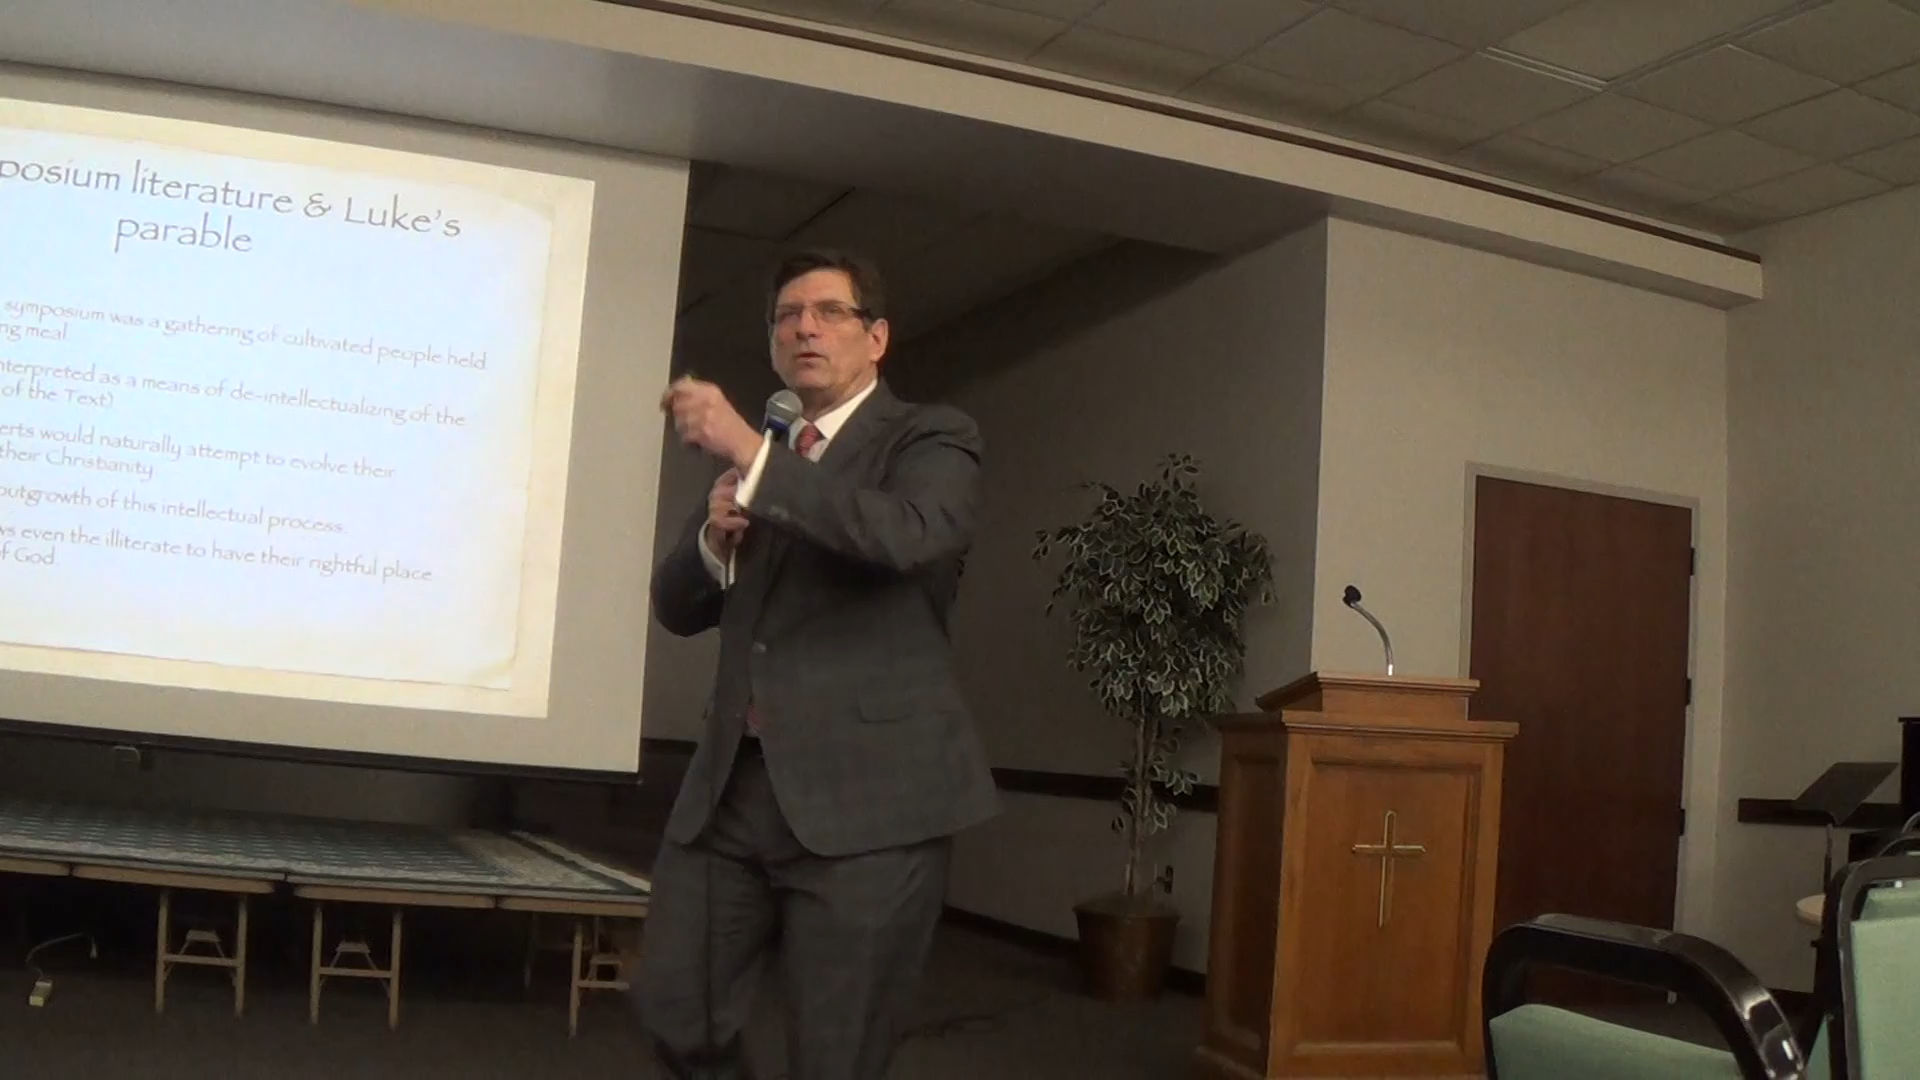 posium literature & Luke's
parable
symposium was a gathering of cultivated people held
ng meal
nterpreted as a means of de-intellectualizing of the
of the Text)
erts would naturally attempt to evolve their
their Christianity
outgrowth of this intellectual process.
ws even the illiterate to have their rightful place
of God.